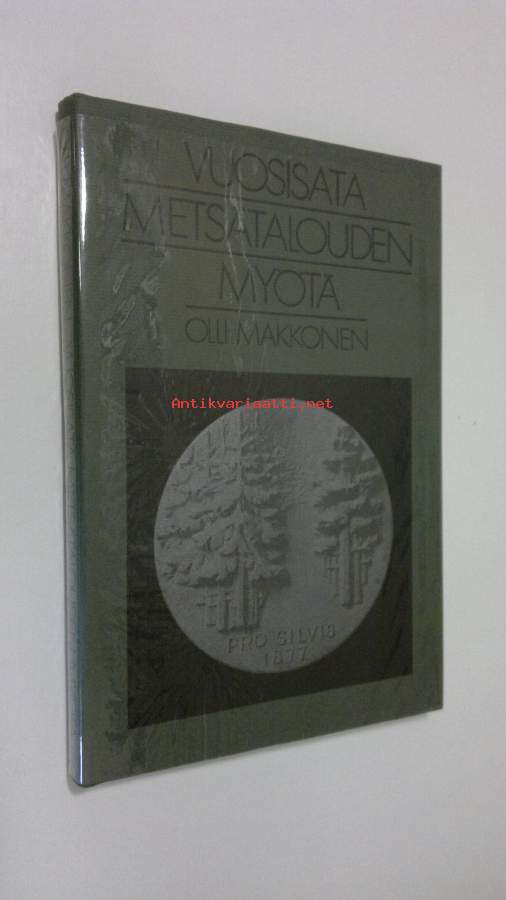 VUOSISATA
METSÄTALOUDEN
MYÖTÄ
OLLI MAKKONEN
Antikvariaatti.net
PRO SILVIS
1877